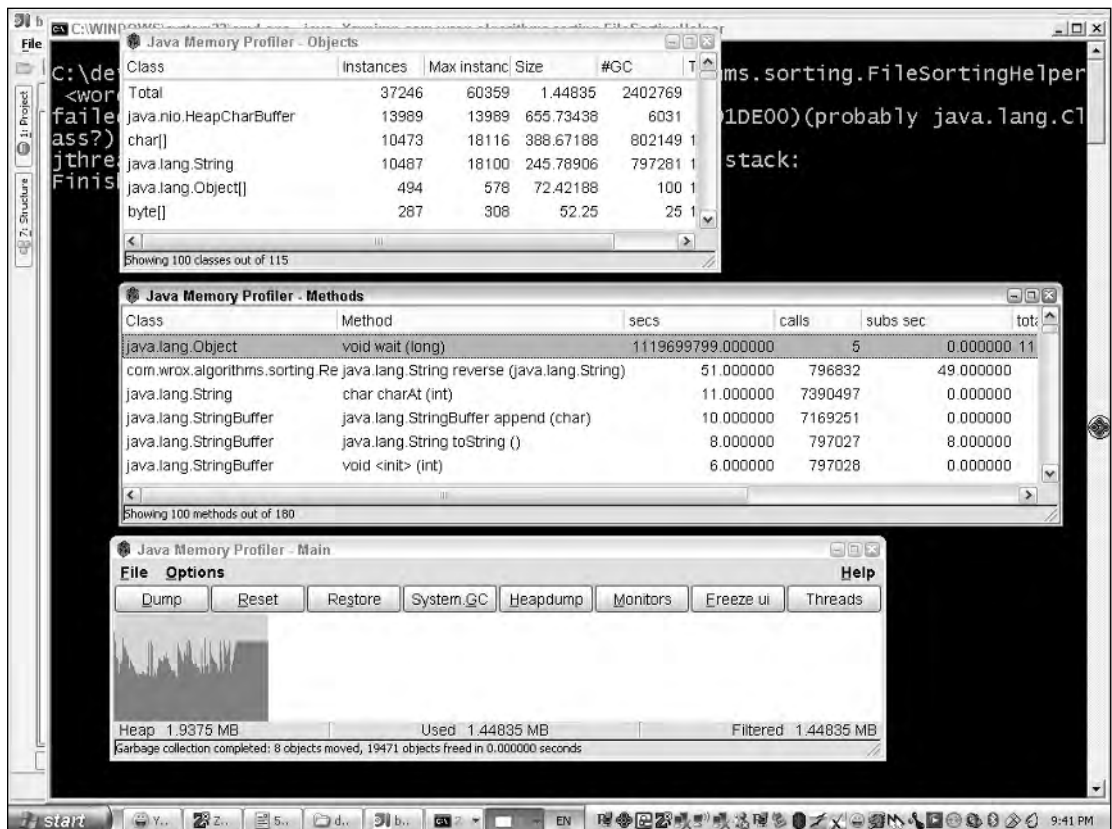 C:\WINDOWS\system32\cmd.exe - java -Xrunjmp com.wrox.algorithms.sorting.FileSortingHelper
File
1: Project
7: Structure
C:\de
ms.sorting.FileSortingHelper
<wor
faile
01DE00)(probably java.lang.Cl
ass?)
jthre
stack:
Finis
Java Memory Profiler - Objects
Class Instances Max instanc Size #GC T
Total 37246 60359 1.44835 2402769
java.nio.HeapCharBuffer 13989 13989 655.73438 6031
char[] 10473 18116 388.67188 802149 1
java.lang.String 10487 18100 245.78906 797281 1
java.lang.Object[] 494 578 72.42188 100 1
byte[] 287 308 52.25 25 1
Showing 100 classes out of 115
Java Memory Profiler - Methods
Class Method secs calls subs sec tota
java.lang.Object void wait (long) 1119699799.000000 5 0.000000 11
com.wrox.algorithms.sorting.Re java.lang.String reverse (java.lang.String) 51.000000 796832 49.000000
java.lang.String char charAt (int) 11.000000 7390497 0.000000
java.lang.StringBuffer java.lang.StringBuffer append (char) 10.000000 7169251 0.000000
java.lang.StringBuffer java.lang.String toString () 8.000000 797027 8.000000
java.lang.StringBuffer void <init> (int) 6.000000 797028 0.000000
Showing 100 methods out of 180
Java Memory Profiler - Main
File Options Help
Dump Reset Restore System.GC Heapdump Monitors Freeze ui Threads
Heap 1.9375 MB Used 1.44835 MB Filtered 1.44835 MB
Garbage collection completed: 8 objects moved, 19471 objects freed in 0.000000 seconds
start Y.. Z.. 5.. d.. b.. 2 EN 9:41 PM